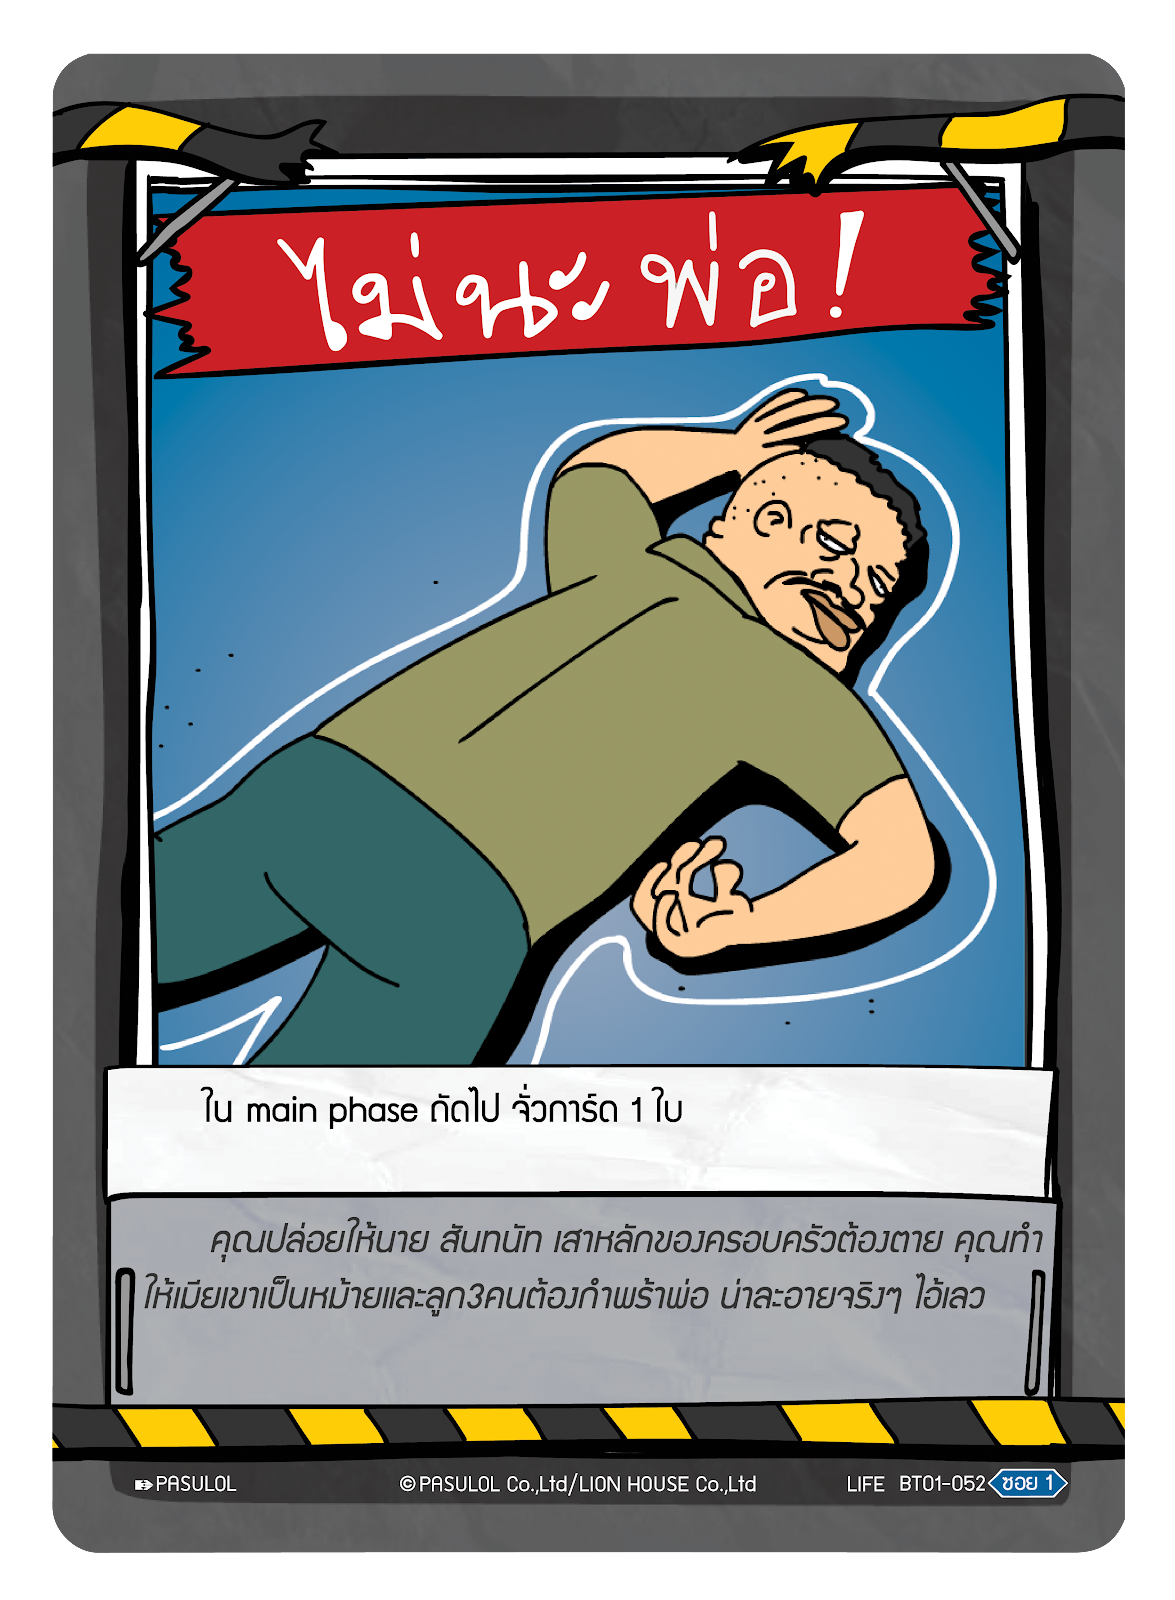 ไม่นะ พ่อ!
ใน main phase ถัดไป จั่วการ์ด 1 ใบ
คุณปล่อยให้นาย สันทนัท เสาหลักของครอบครัวต้องตาย คุณทำ
ให้เมียเขาเป็นหม้ายและลูก3คนต้องกำพร้าพ่อ น่าละอายจริงๆ ไอ้เลว
PASULOL ©PASULOL Co.,Ltd/LION HOUSE Co.,Ltd LIFE BT01-052 ซอย 1